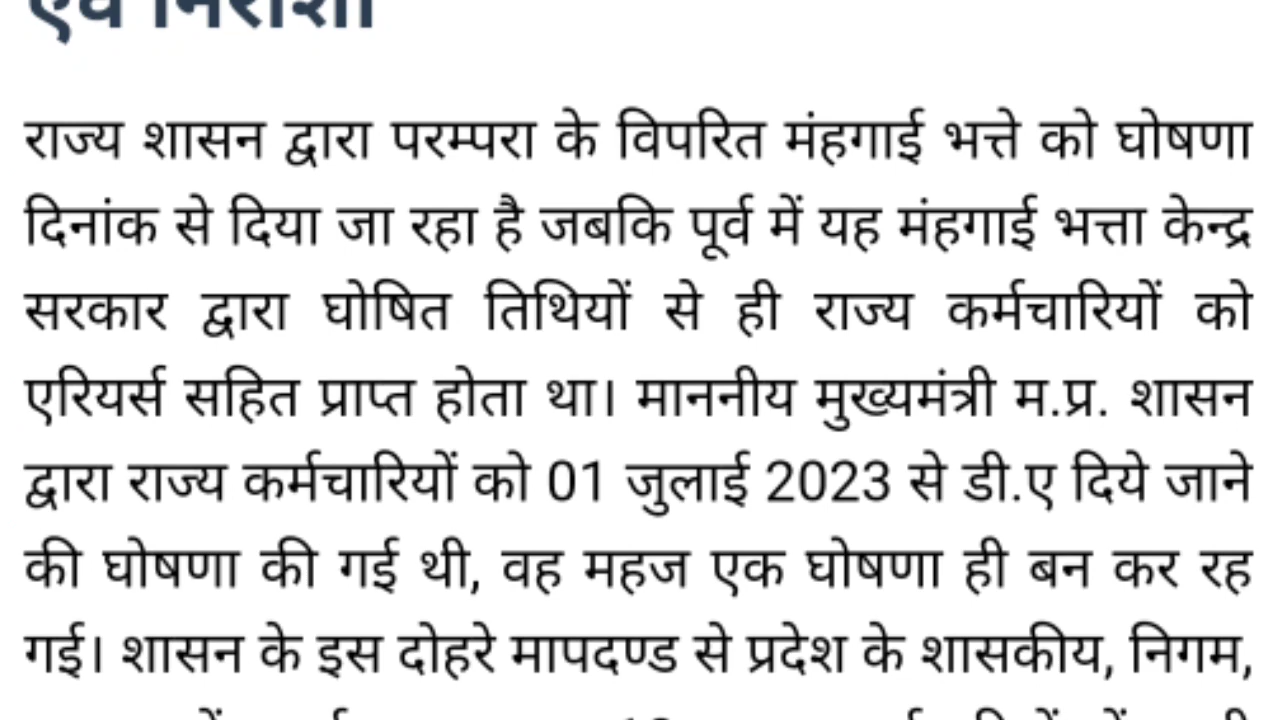 एवं निराशा
राज्य शासन द्वारा परम्परा के विपरित मंहगाई भत्ते को घोषणा
दिनांक से दिया जा रहा है जबकि पूर्व में यह मंहगाई भत्ता केन्द्र
सरकार द्वारा घोषित तिथियों से ही राज्य कर्मचारियों को
एरियर्स सहित प्राप्त होता था। माननीय मुख्यमंत्री म.प्र. शासन
द्वारा राज्य कर्मचारियों को 01 जुलाई 2023 से डी.ए दिये जाने
की घोषणा की गई थी, वह महज एक घोषणा ही बन कर रह
गई। शासन के इस दोहरे मापदण्ड से प्रदेश के शासकीय, निगम,